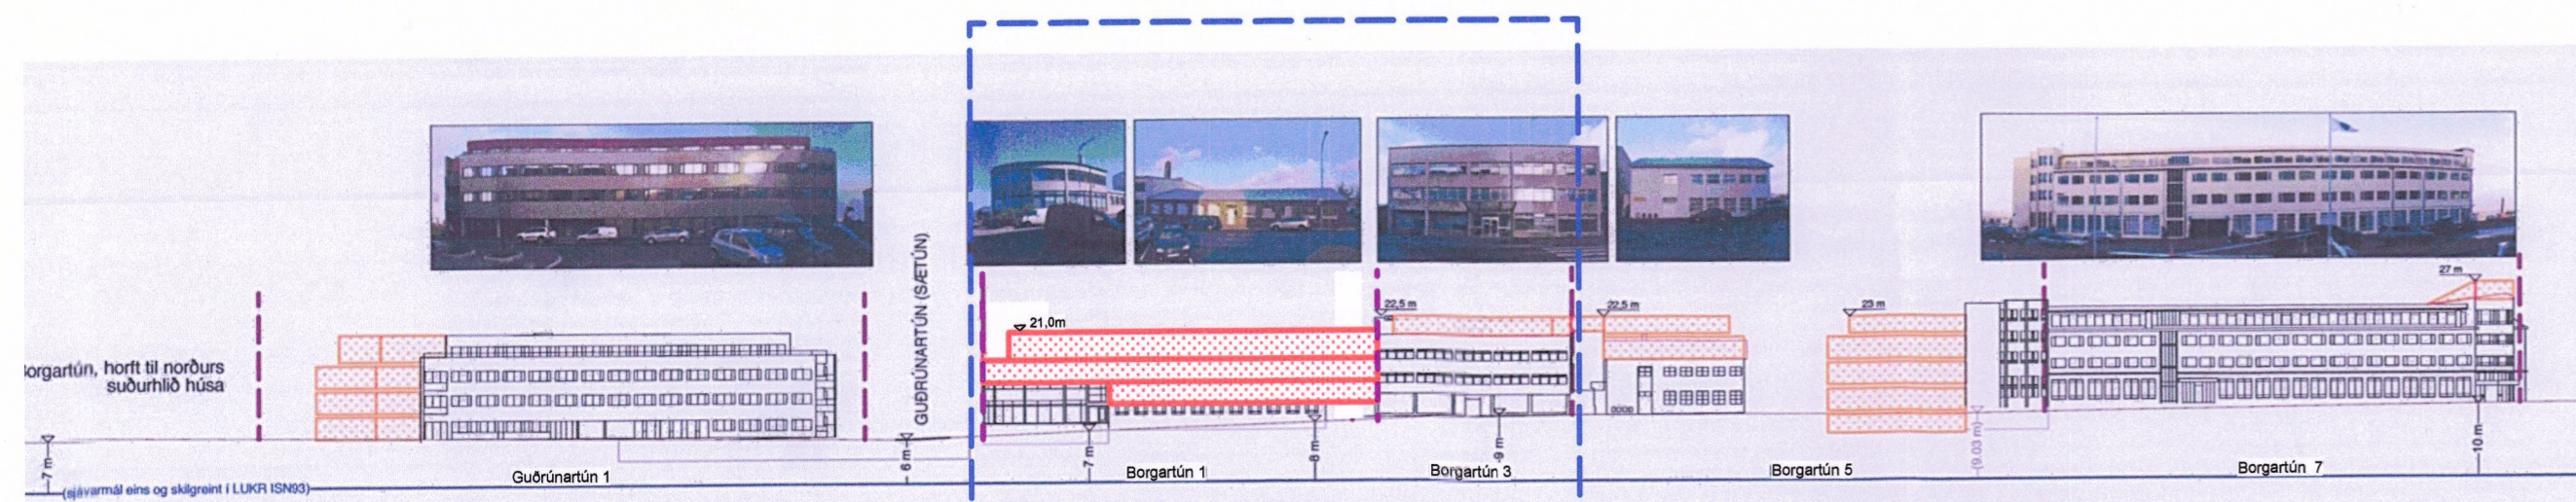 GUÐRÚNARTÚN (SÆTÚN)
21,0m
22,5 m
22,5 m
23 m
27 m
Borgartún, horft til norðurs
suðurhlið húsa
7 m
6 m
7 m
8 m
9 m
(9.03 m)
10 m
Guðrúnartún 1
Borgartún 1
Borgartún 3
Borgartún 5
Borgartún 7
(sjávarmál eins og skilgreint í LUKR ISN93)